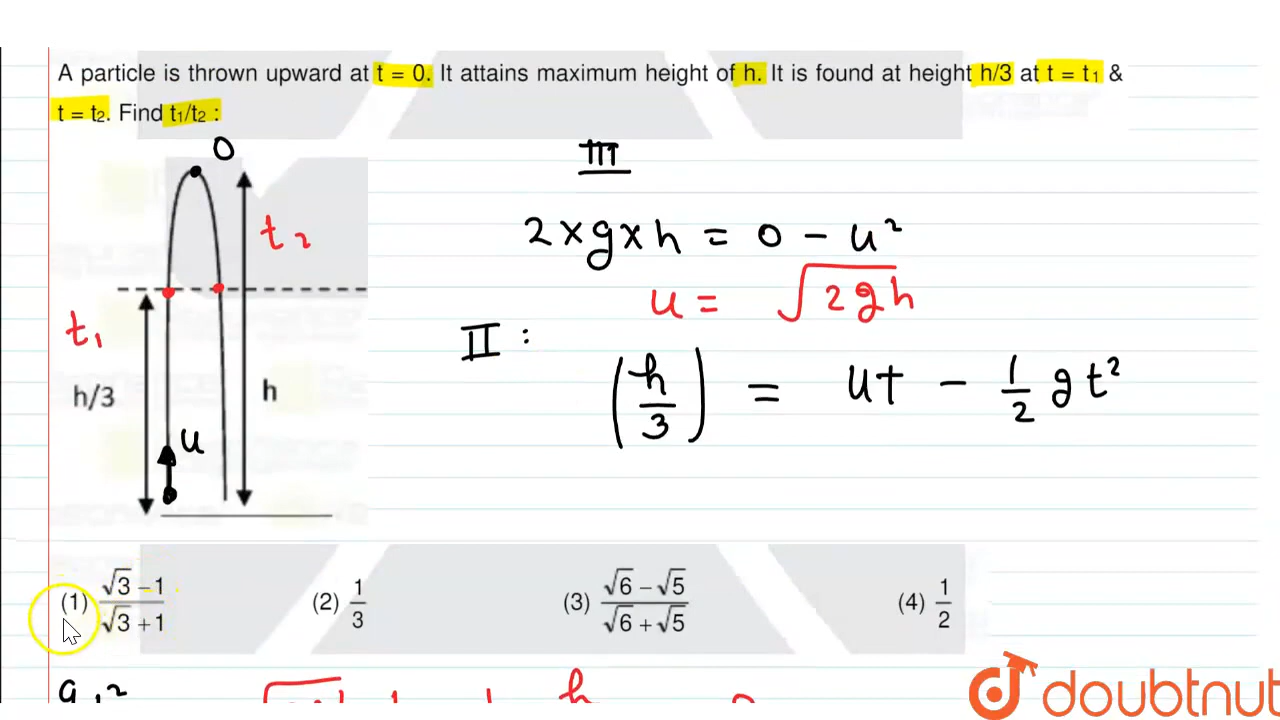 A particle is thrown upward at t = 0. It attains maximum height of h. It is found at height h/3 at t = t₁ &
t = t₂. Find t₁/t₂ :
0
III
2×g×h = 0 - u²
t₂
u = √2gh
t₁
II :
(h/3) = ut - 1/2 gt²
h/3
h
u
(1) √3 – 1 / √3 + 1 (2) 1/3 (3) √6 – √5 / √6 + √5 (4) 1/2
doubtnut